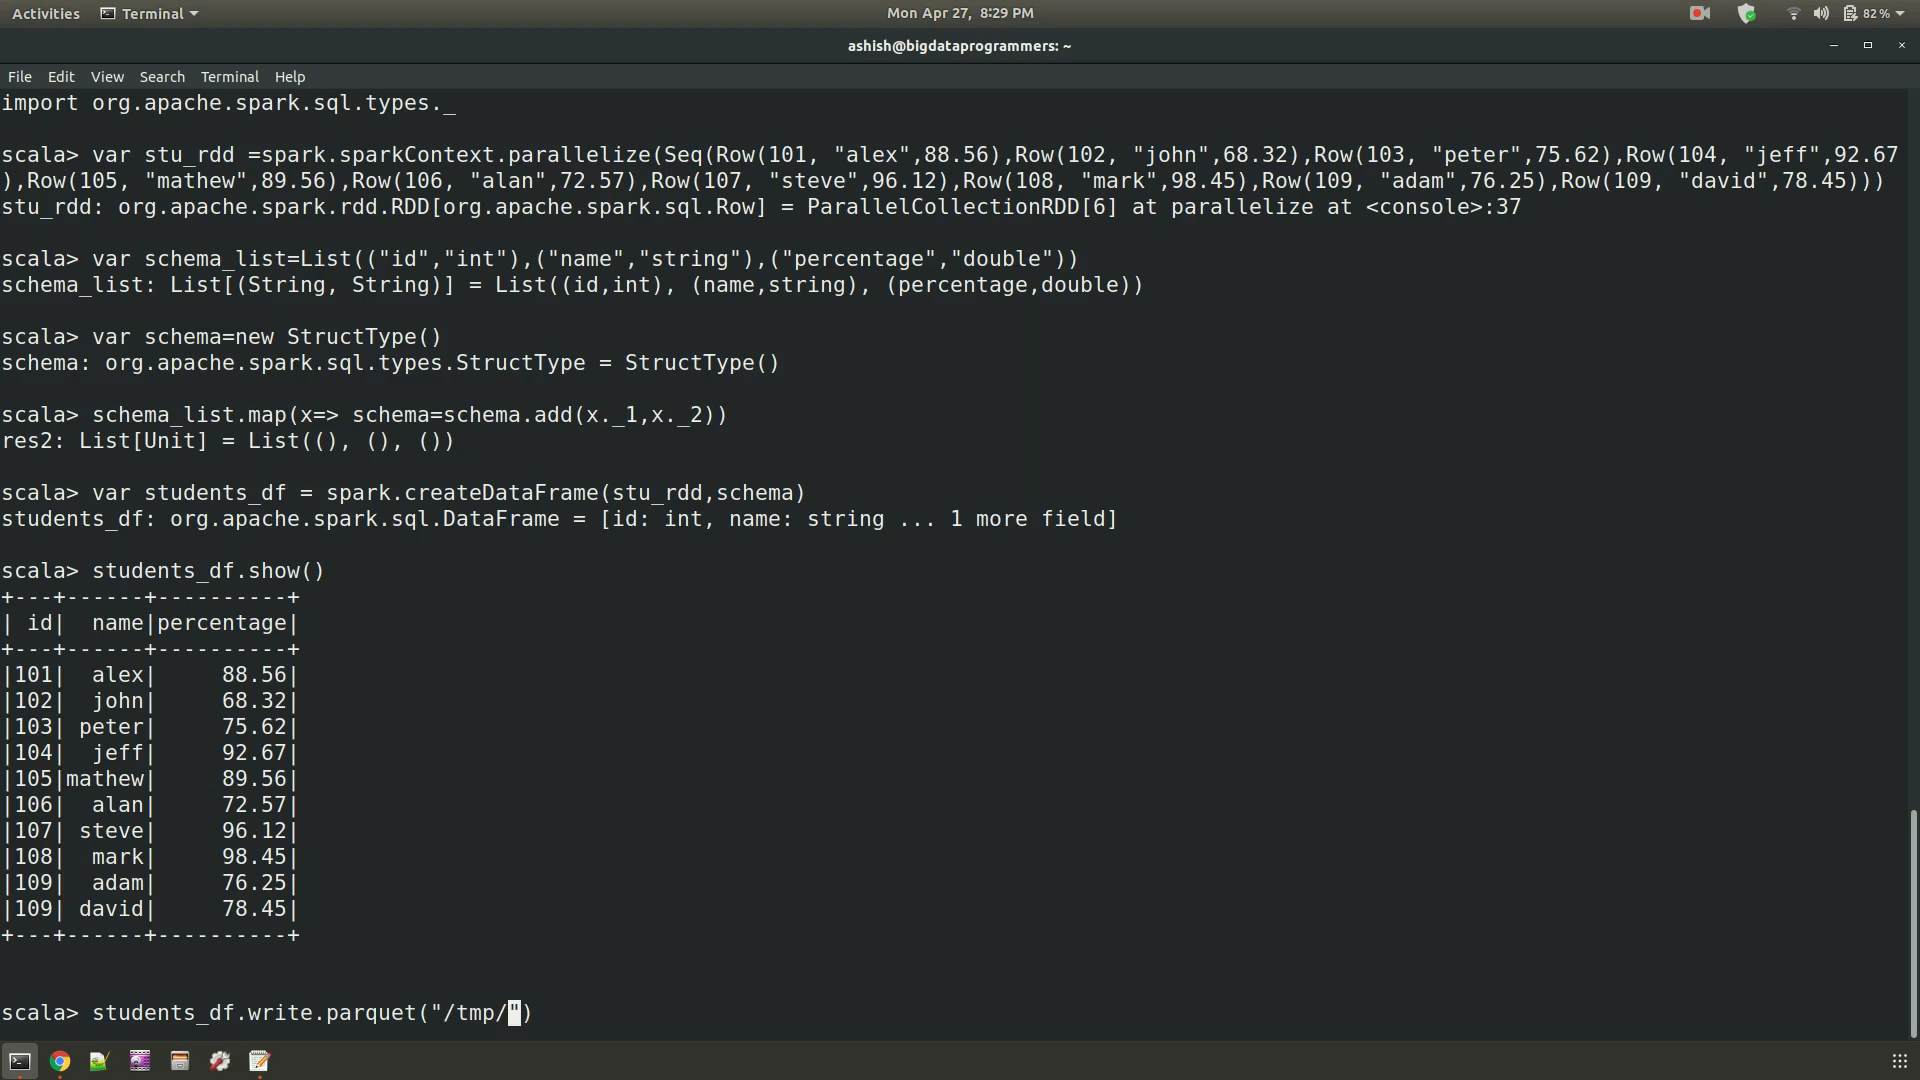 Activities Terminal Mon Apr 27, 8:29 PM 82 %
ashish@bigdataprogrammers: ~
File Edit View Search Terminal Help
import org.apache.spark.sql.types._
scala> var stu_rdd =spark.sparkContext.parallelize(Seq(Row(101, "alex",88.56),Row(102, "john",68.32),Row(103, "peter",75.62),Row(104, "jeff",92.67
),Row(105, "mathew",89.56),Row(106, "alan",72.57),Row(107, "steve",96.12),Row(108, "mark",98.45),Row(109, "adam",76.25),Row(109, "david",78.45)))
stu_rdd: org.apache.spark.rdd.RDD[org.apache.spark.sql.Row] = ParallelCollectionRDD[6] at parallelize at <console>:37
scala> var schema_list=List(("id","int"),("name","string"),("percentage","double"))
schema_list: List[(String, String)] = List((id,int), (name,string), (percentage,double))
scala> var schema=new StructType()
schema: org.apache.spark.sql.types.StructType = StructType()
scala> schema_list.map(x=> schema=schema.add(x._1,x._2))
res2: List[Unit] = List((), (), ())
scala> var students_df = spark.createDataFrame(stu_rdd,schema)
students_df: org.apache.spark.sql.DataFrame = [id: int, name: string ... 1 more field]
scala> students_df.show()
+---+------+----------+
| id|  name|percentage|
+---+------+----------+
|101|  alex|     88.56|
|102|  john|     68.32|
|103| peter|     75.62|
|104|  jeff|     92.67|
|105|mathew|     89.56|
|106|  alan|     72.57|
|107| steve|     96.12|
|108|  mark|     98.45|
|109|  adam|     76.25|
|109| david|     78.45|
+---+------+----------+
scala> students_df.write.parquet("/tmp/")